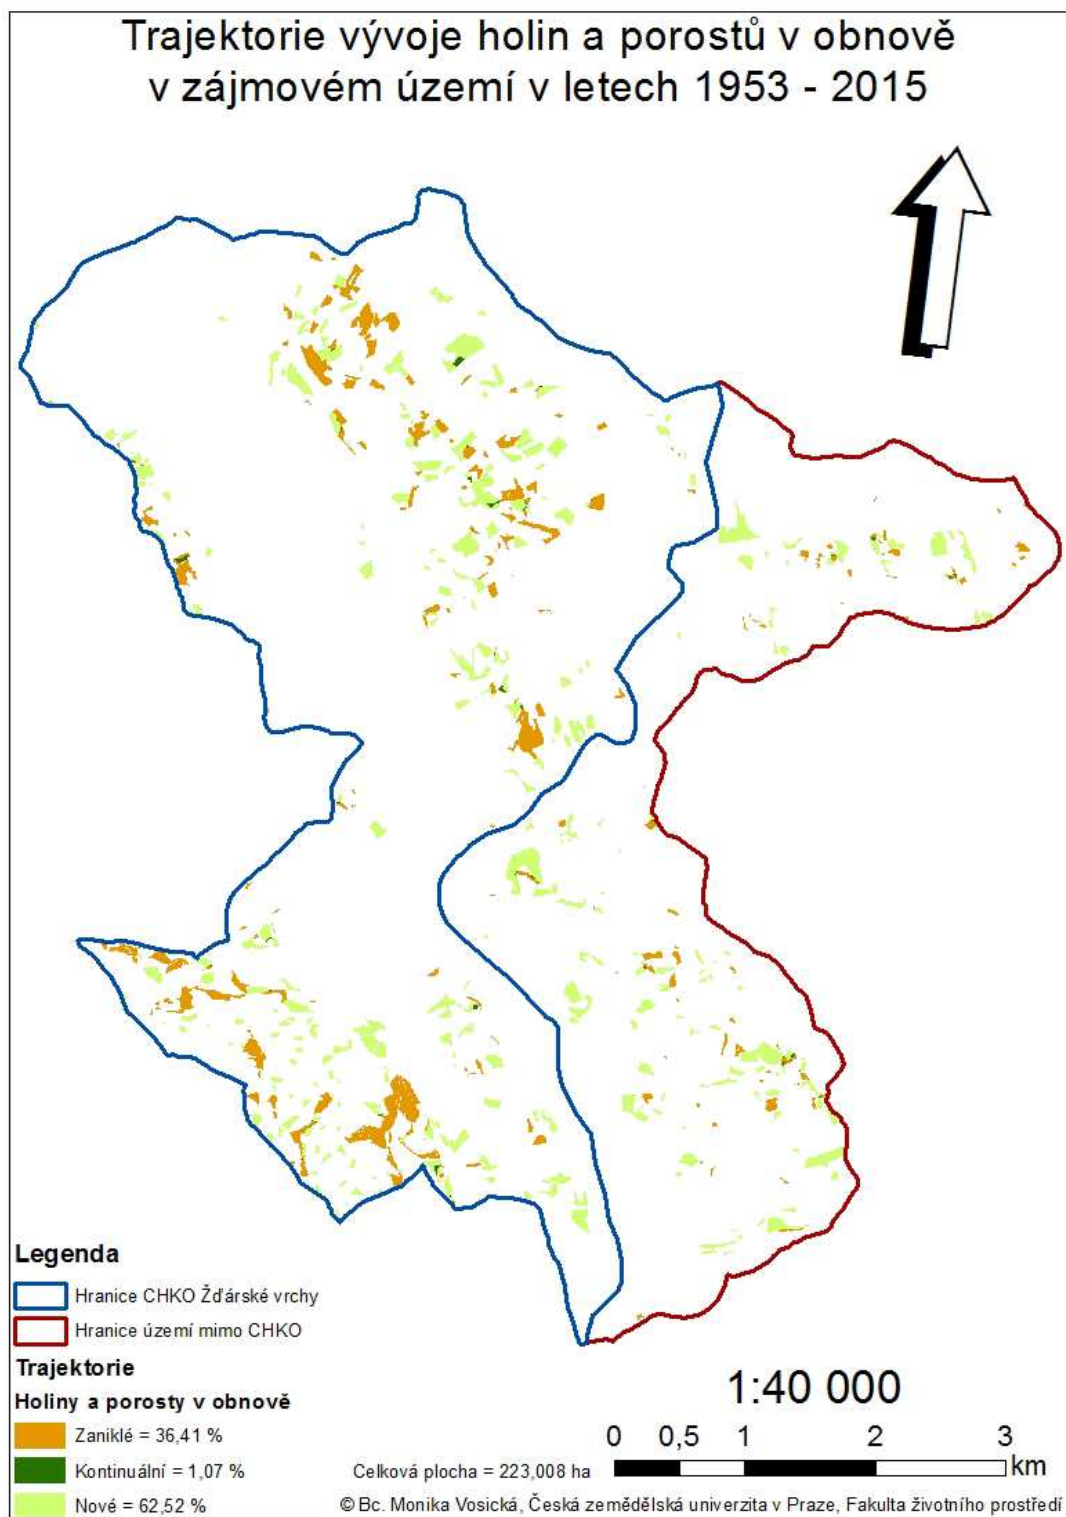 Trajektorie vývoje holin a porostů v obnově
v zájmovém území v letech 1953 - 2015
Legenda
Hranice CHKO Žďárské vrchy
Hranice území mimo CHKO
Trajektorie
Holiny a porosty v obnově
Zaniklé = 36,41 %
Kontinuální = 1,07 %
Nové = 62,52 %
Celková plocha = 223,008 ha
1:40 000
0 0,5 1 2 3
km
© Bc. Monika Vosická, Česká zemědělská univerzita v Praze, Fakulta životního prostředí